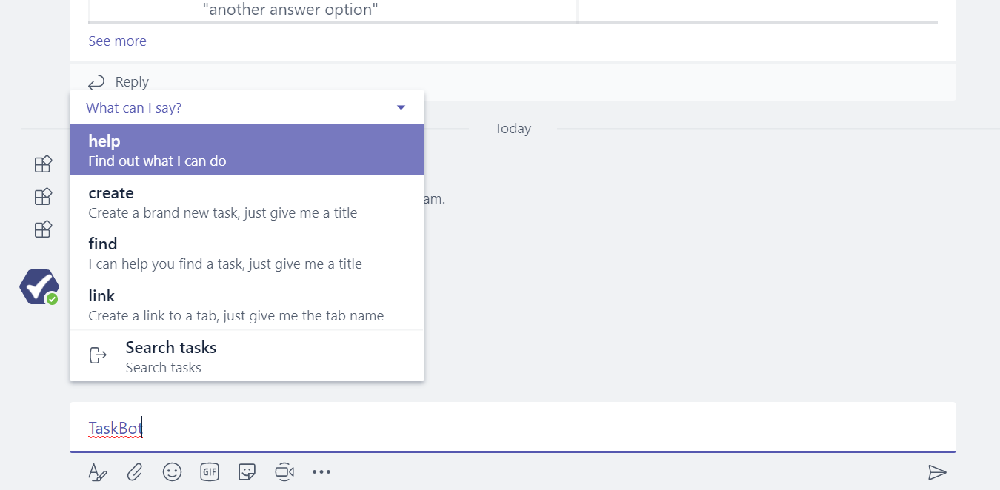 "another answer option"
See more
Reply
What can I say?
Today
help
Find out what I can do
create
am.
Create a brand new task, just give me a title
find
I can help you find a task, just give me a title
link
Create a link to a tab, just give me the tab name
Search tasks
Search tasks
TaskBot
GIF